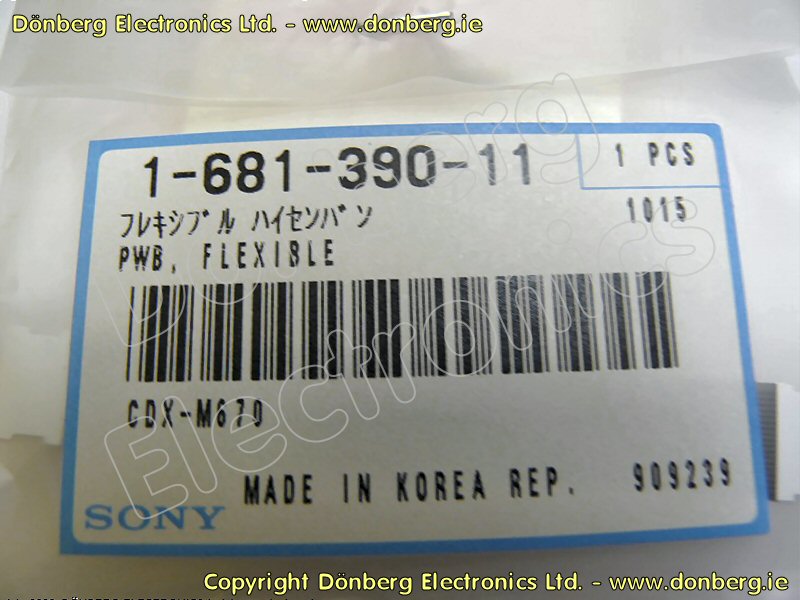 Dönberg Electronics Ltd. - www.donberg.ie
1-681-390-11
1 PCS
フレキシブル ハイセンバン
1015
PWB, FLEXIBLE
CDX-M670
MADE IN KOREA REP.
909239
SONY
Dönberg
Electronics
Copyright Dönberg Electronics Ltd. - www.donberg.ie